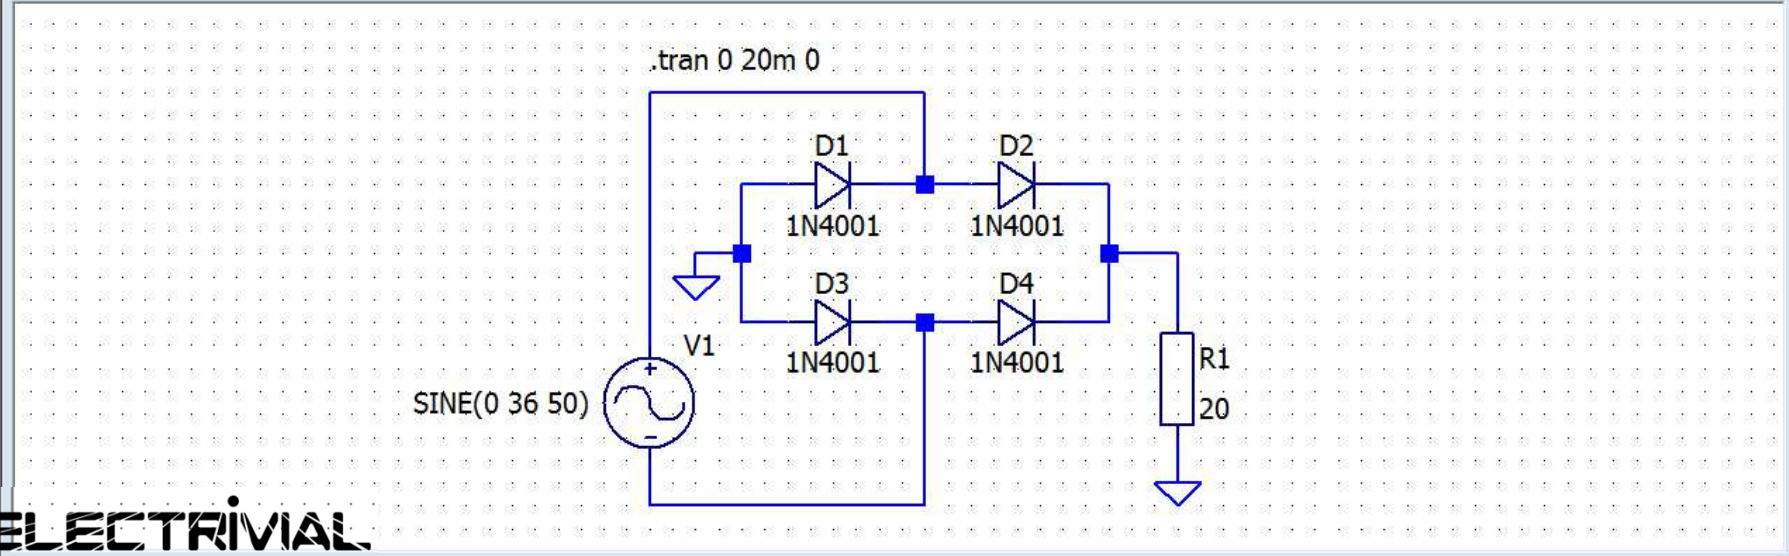 .tran 0 20m 0
D1
D2
1N4001
1N4001
D3
D4
V1
1N4001
1N4001
R1
SINE(0 36 50)
20
ELECTRiVIAL